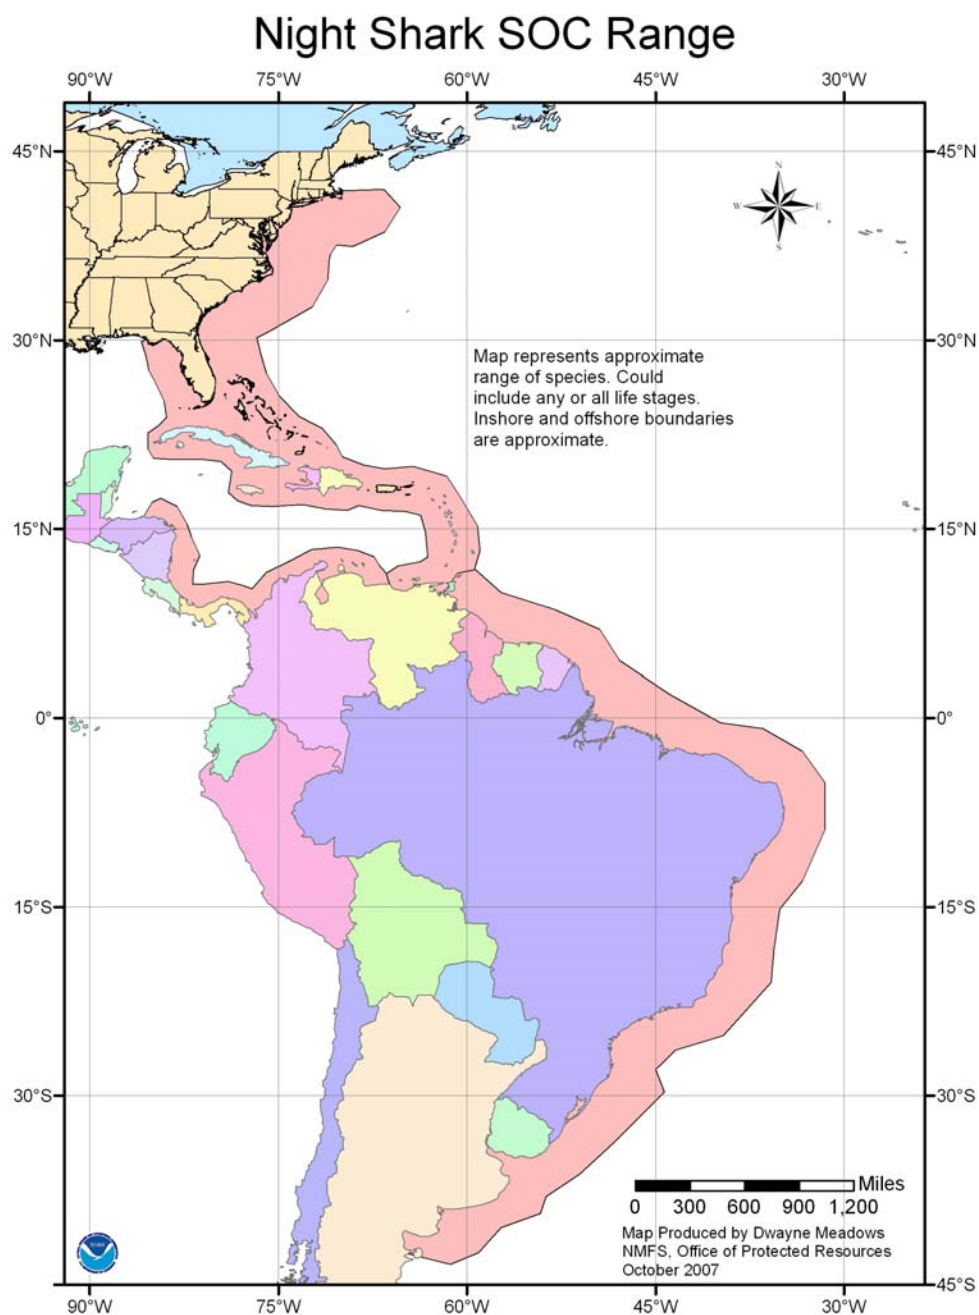 Night Shark SOC Range
90°W 75°W 60°W 45°W 30°W
45°N 45°N
N
W E
S
30°N 30°N
Map represents approximate
range of species. Could
include any or all life stages.
Inshore and offshore boundaries
are approximate.
15°N 15°N
0° 0°
15°S 15°S
30°S 30°S
Miles
0 300 600 900 1,200
Map Produced by Dwayne Meadows
NMFS, Office of Protected Resources
October 2007
NOAA
45°S
90°W 75°W 60°W 45°W 30°W